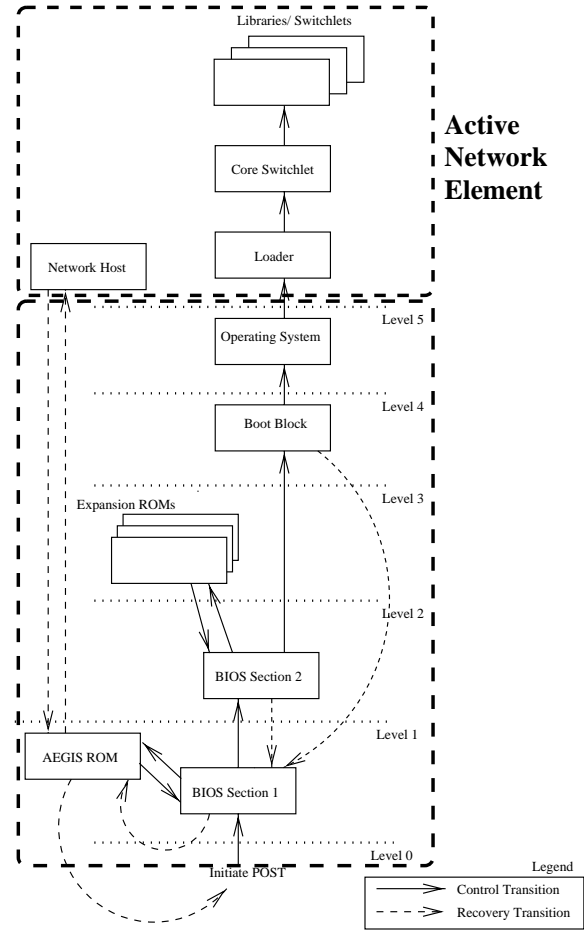 Libraries/ Switchlets
Active
Network
Element
Core Switchlet
Loader
Network Host
Level 5
Operating System
Level 4
Boot Block
Level 3
Expansion ROMs
Level 2
BIOS Section 2
Level 1
AEGIS ROM
BIOS Section 1
Level 0
Initiate POST
Legend
Control Transition
Recovery Transition